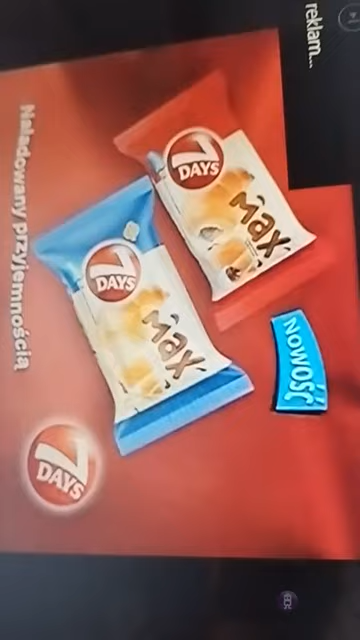 reklam...
7
DAYS
MAX
7
DAYS
MAX
NOWOŚĆ
Naładowany przyjemnością
7
DAYS